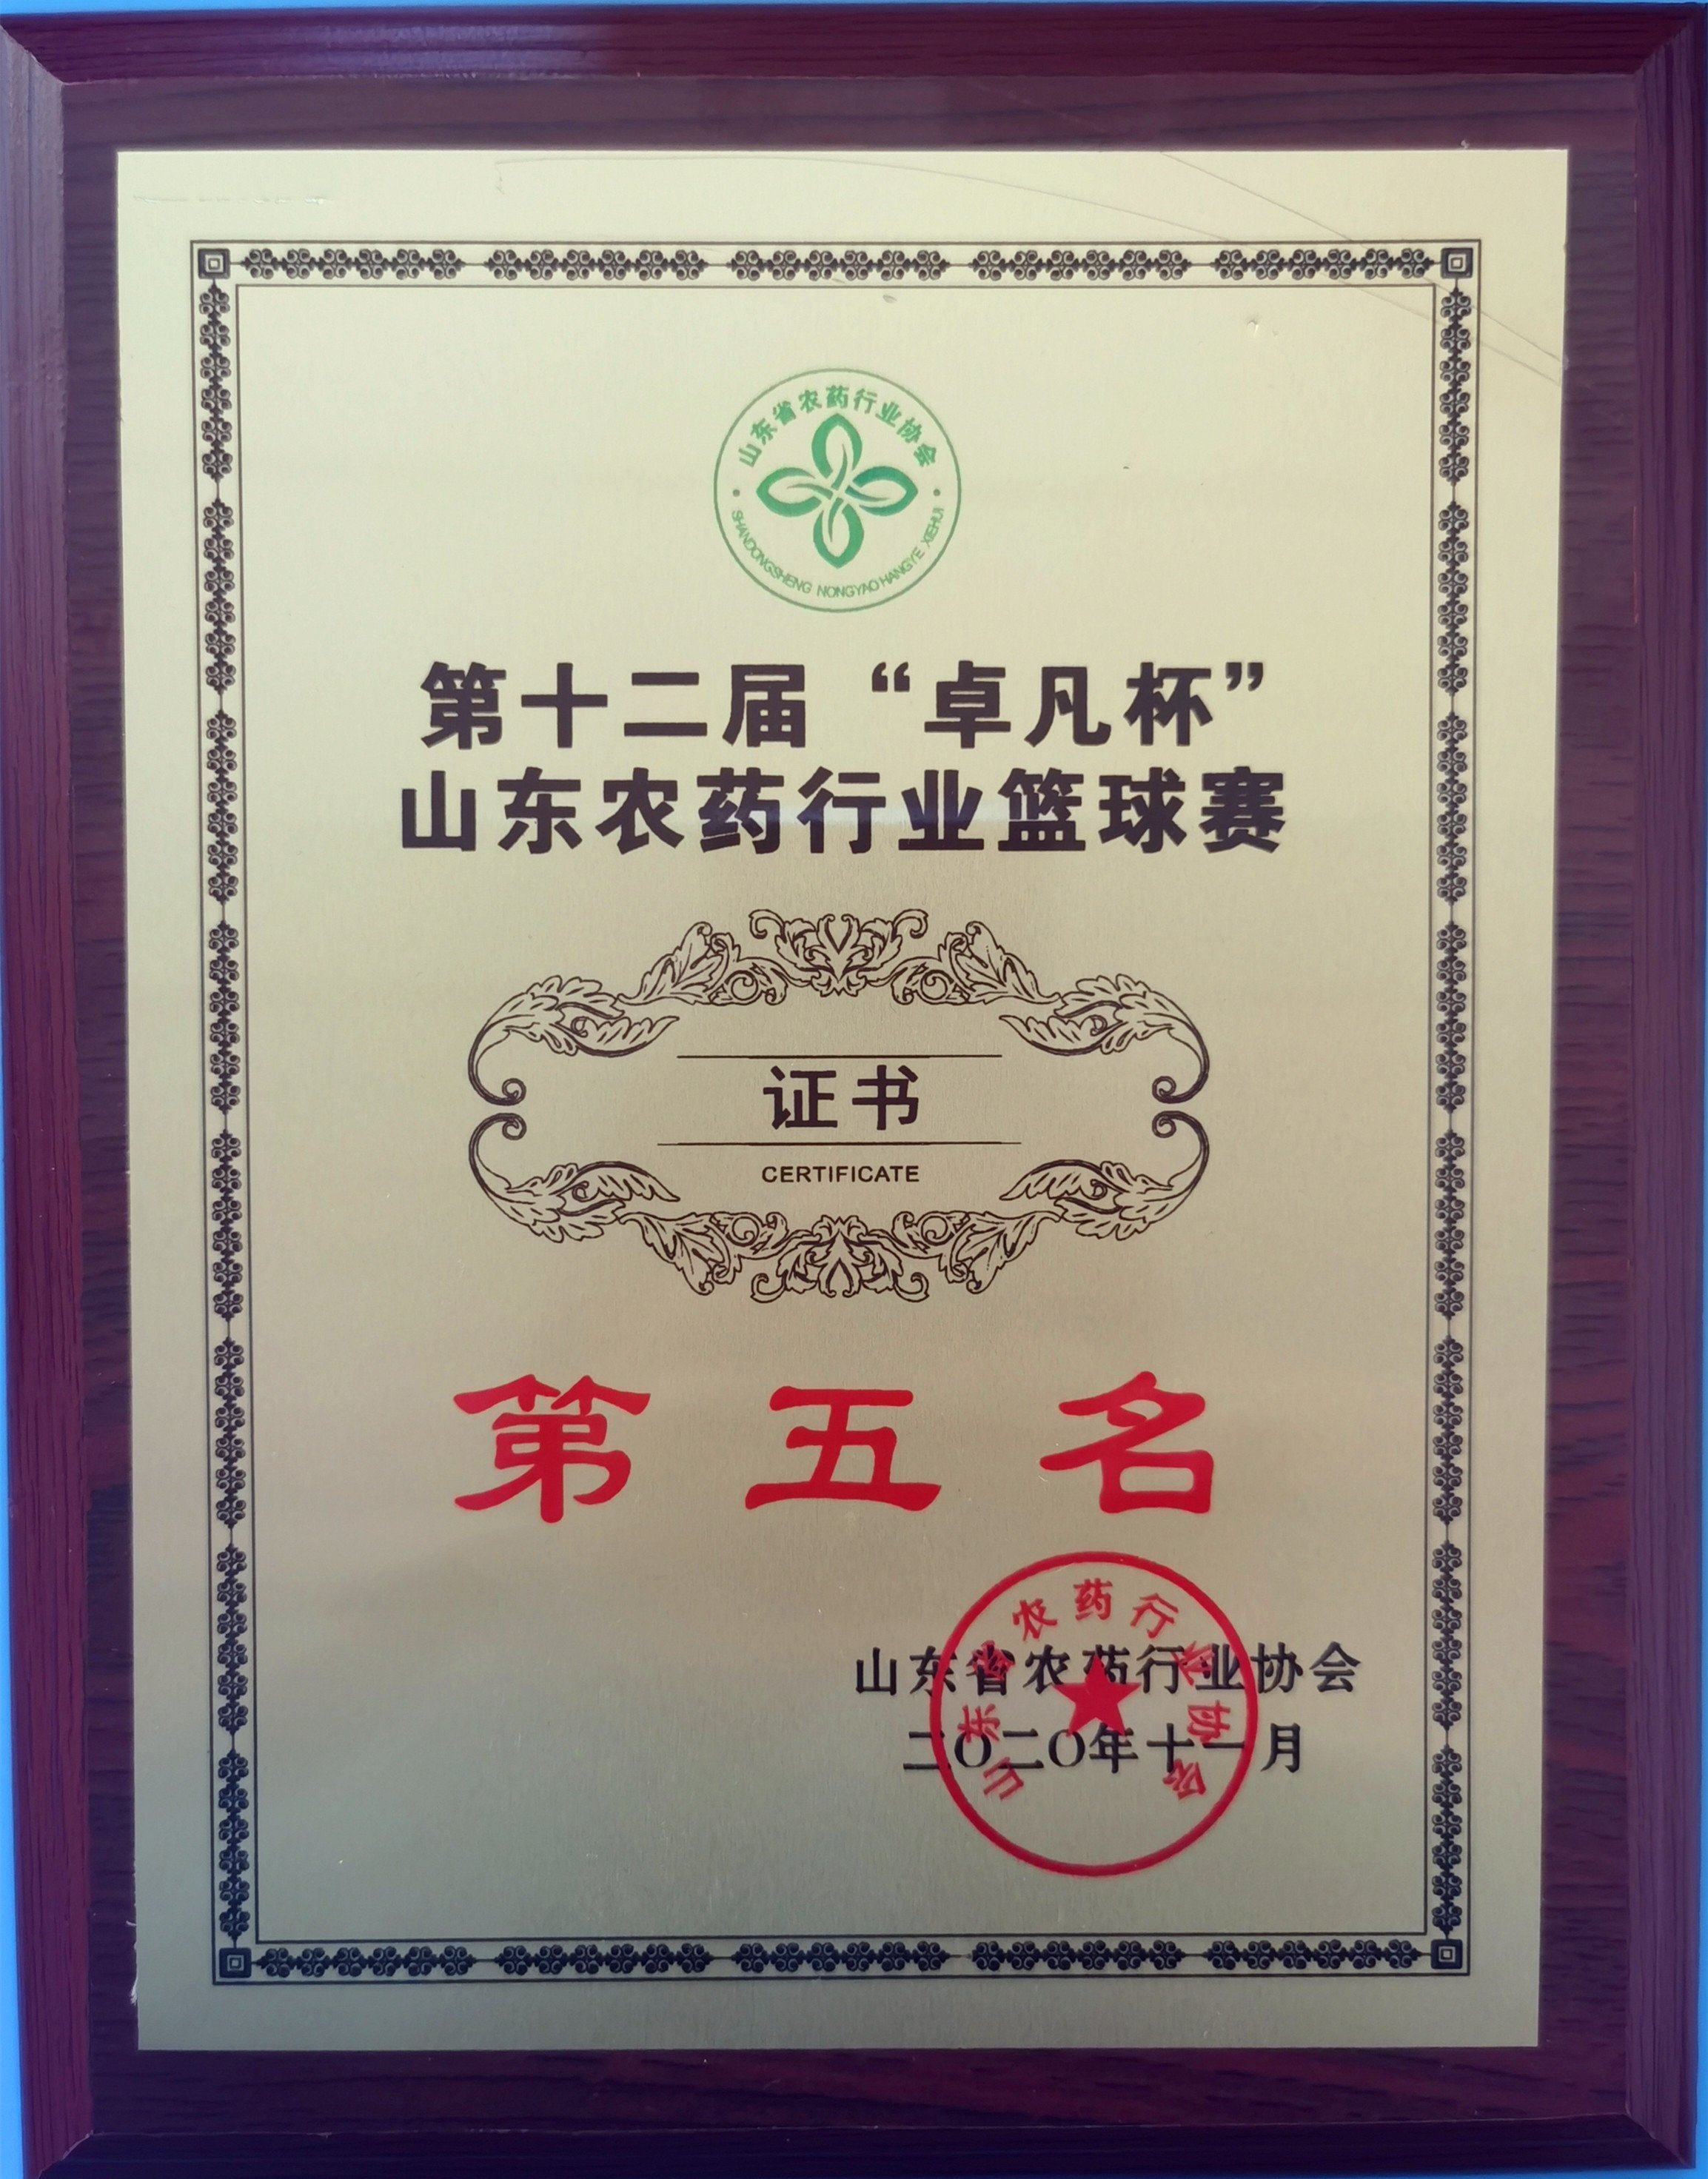 山东省农药行业协会
SHANDONGSHENG NONGYAO HANGYE XIEHUI
第十二届“卓凡杯”
山东农药行业篮球赛
证书
CERTIFICATE
第五名
山东省农药行业协会
二〇二〇年十一月
山东省农药行业协会